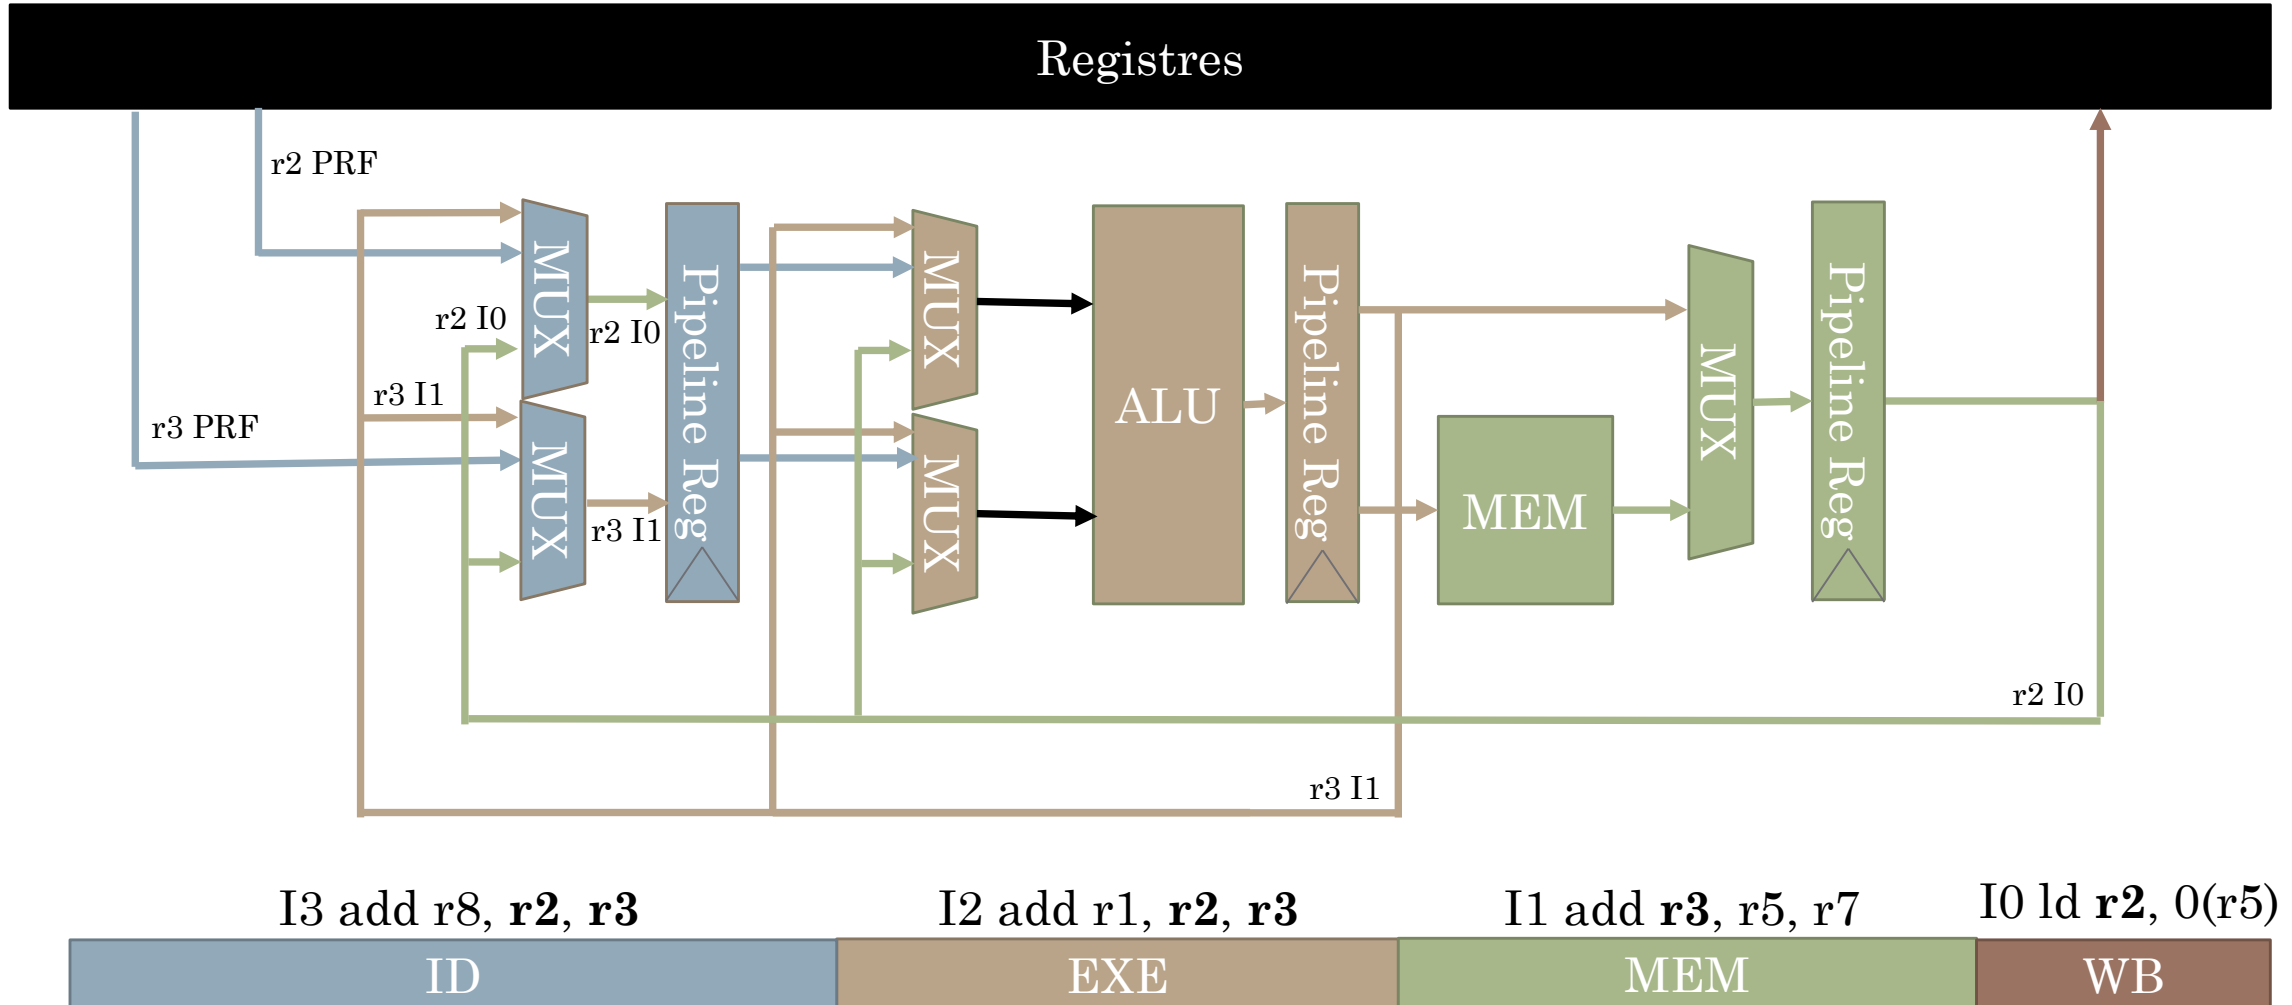 Registres
r2 PRF
r3 PRF
r2 I0
r3 I1
MUX
MUX
r2 I0
r3 I1
Pipeline Reg
MUX
MUX
ALU
Pipeline Reg
MEM
MUX
Pipeline Reg
r2 I0
r3 I1
I3 add r8, r2, r3
I2 add r1, r2, r3
I1 add r3, r5, r7
I0 ld r2, 0(r5)
ID
EXE
MEM
WB